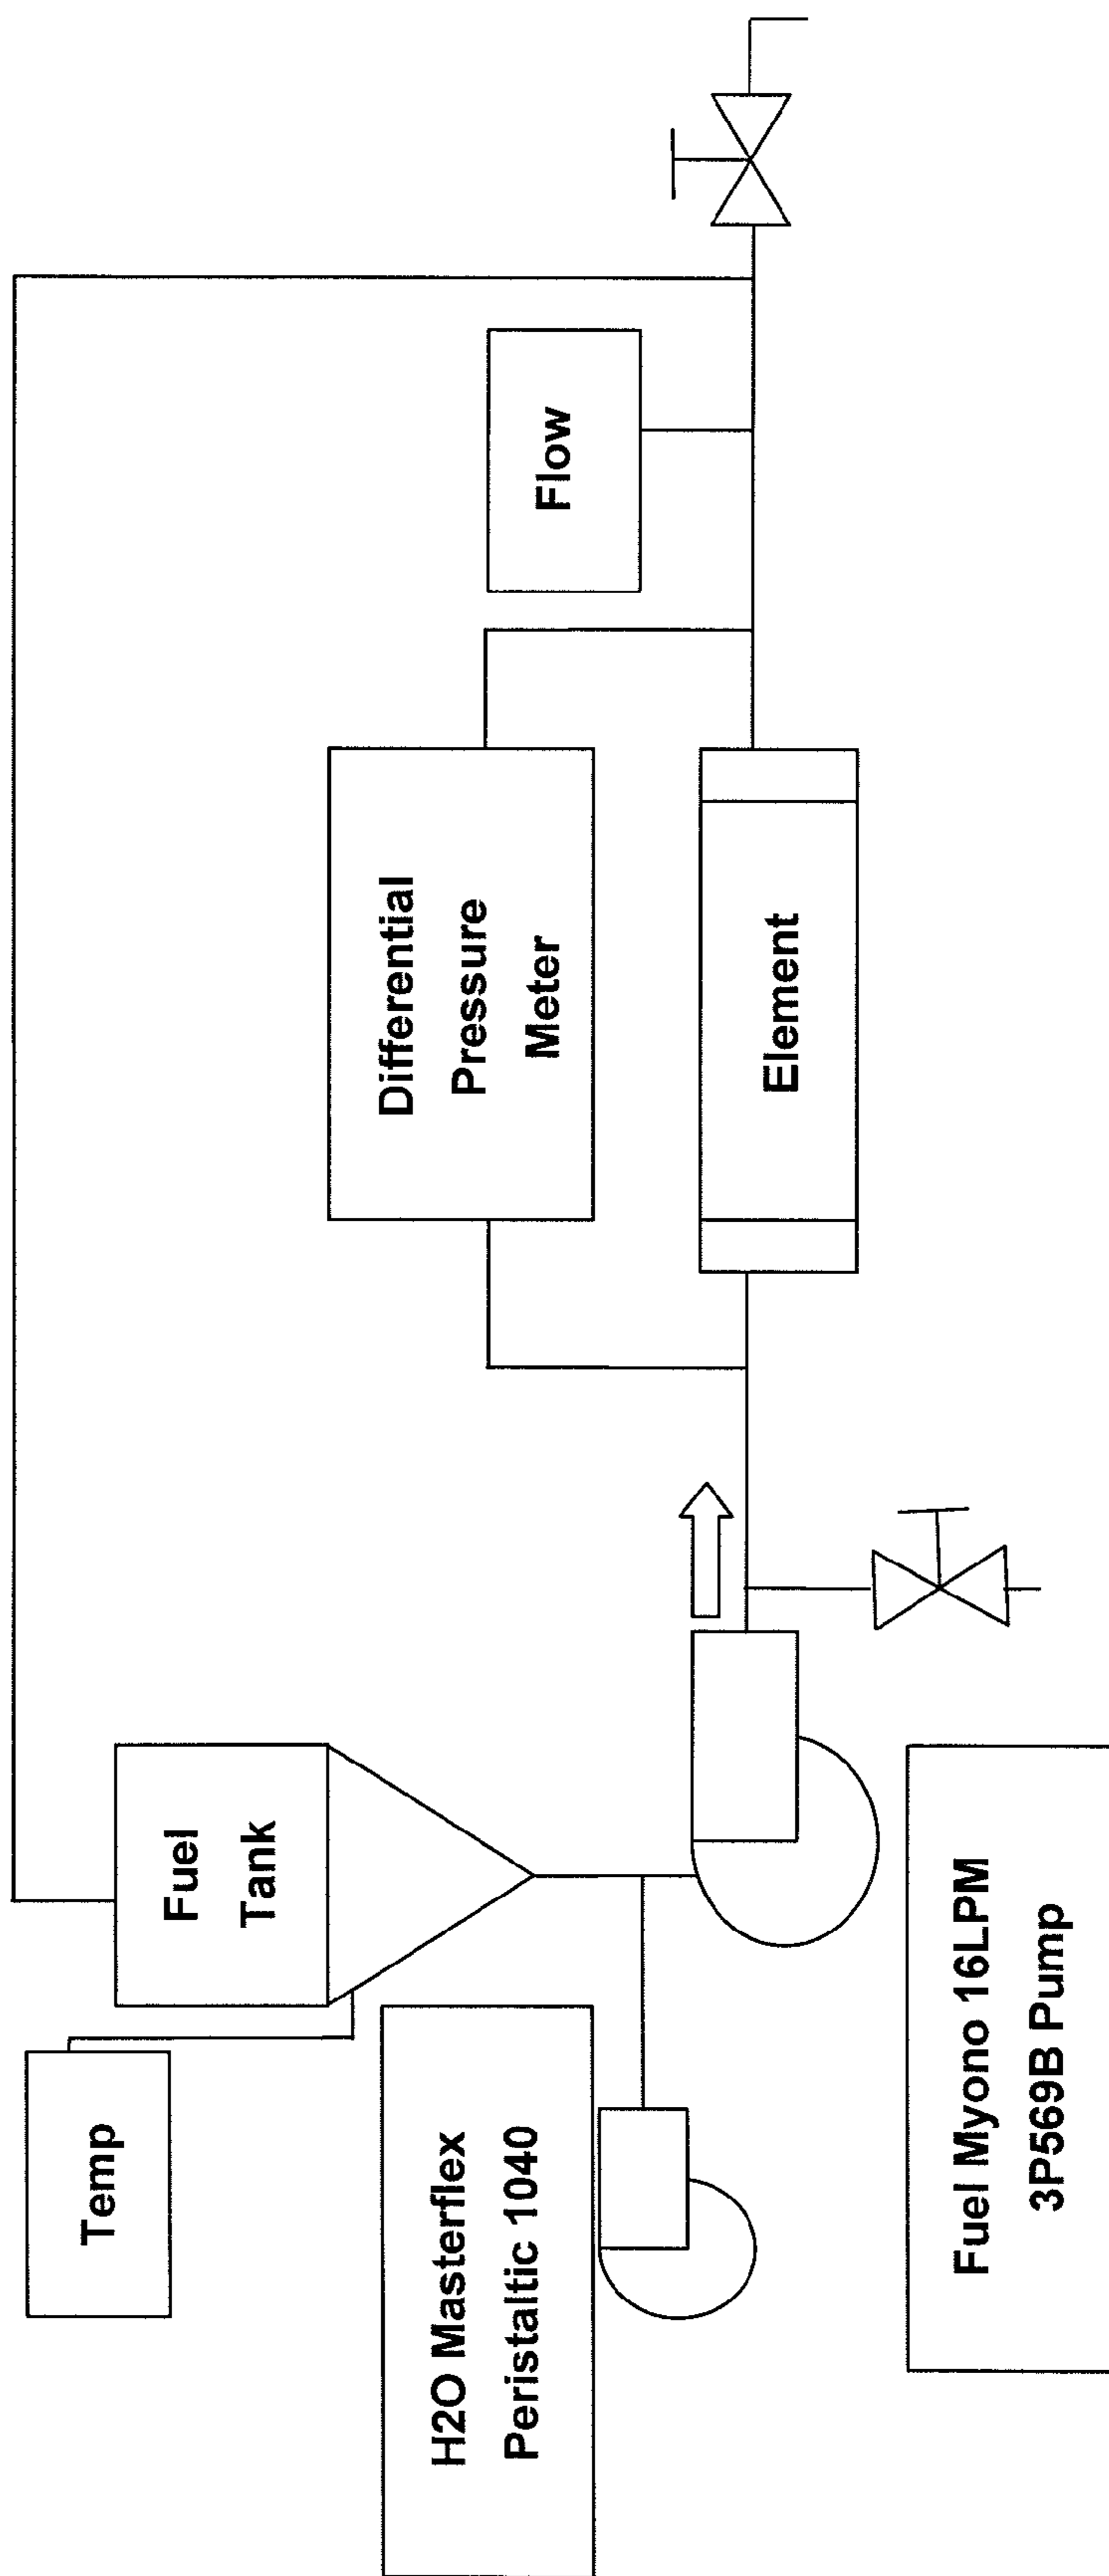 Temp
Fuel
Tank
H2O Masterflex
Peristaltic 1040
Fuel Myono 16LPM
3P569B Pump
Differential
Pressure
Meter
Element
Flow